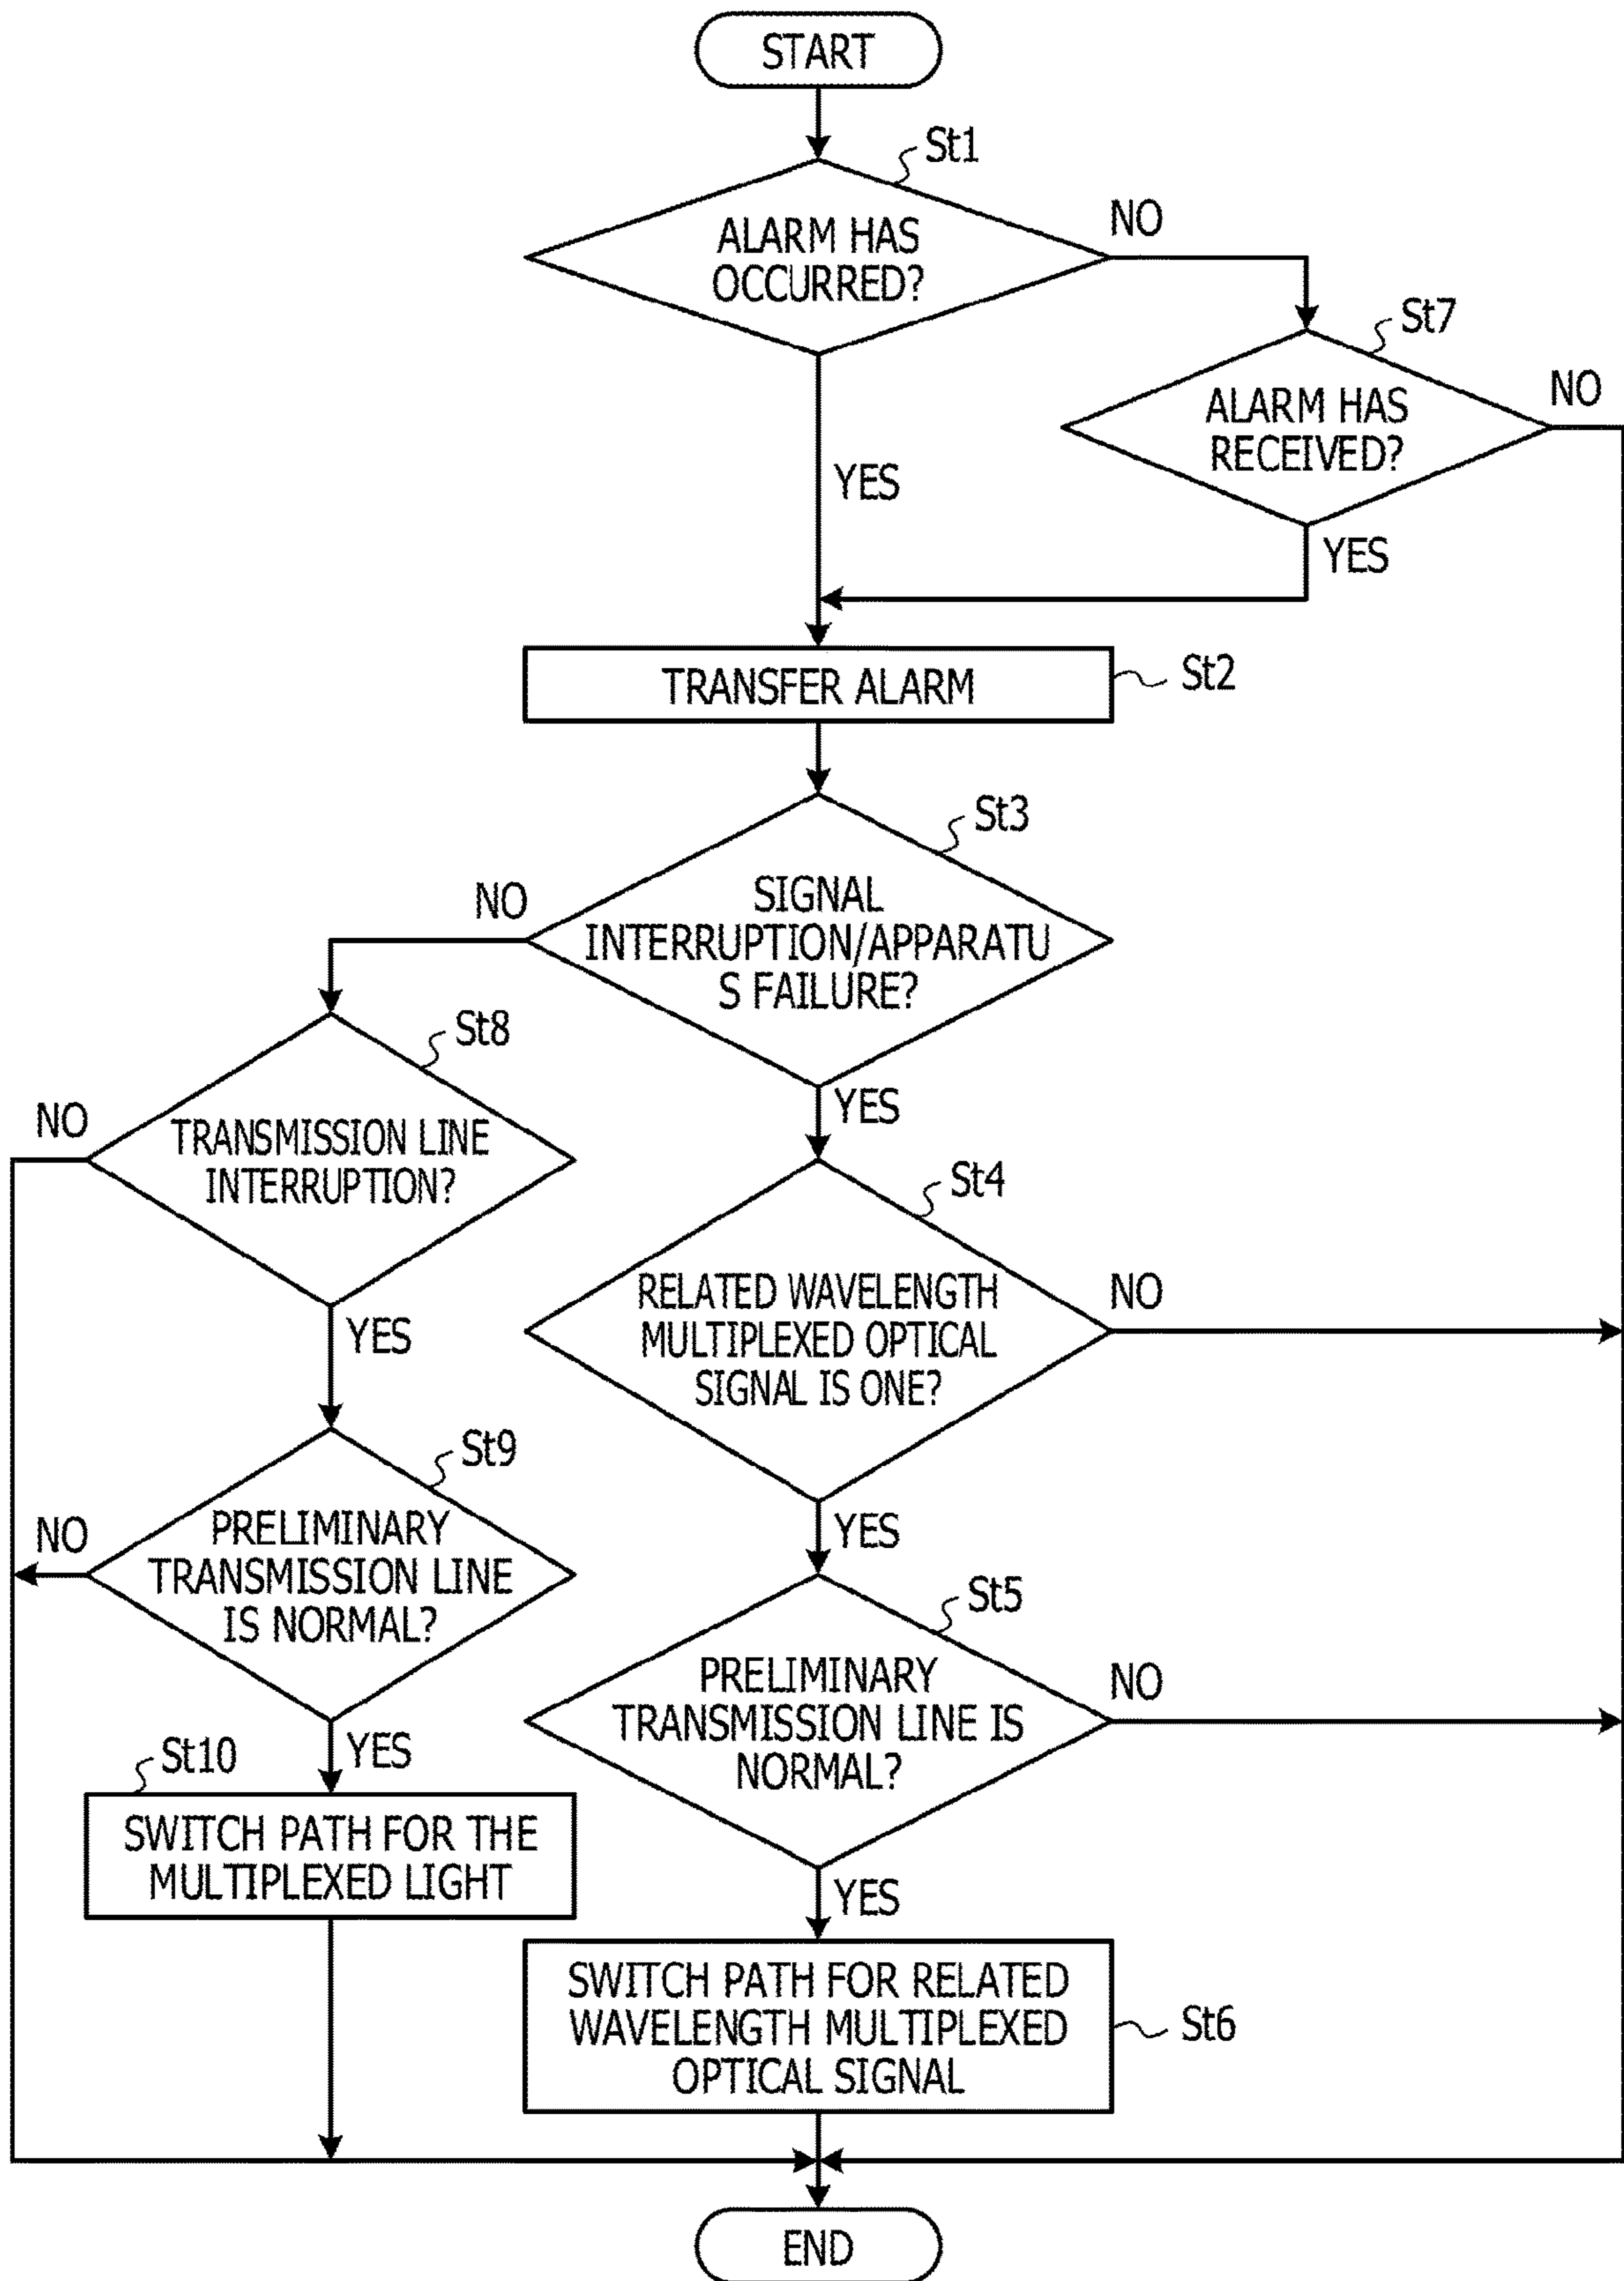 START
St1
ALARM HAS
OCCURRED?
NO
St7
ALARM HAS
RECEIVED?
NO
YES
YES
TRANSFER ALARM
St2
St3
SIGNAL
INTERRUPTION/APPARATU
S FAILURE?
NO
YES
St8
TRANSMISSION LINE
INTERRUPTION?
NO
YES
St4
RELATED WAVELENGTH
MULTIPLEXED OPTICAL
SIGNAL IS ONE?
NO
YES
St9
PRELIMINARY
TRANSMISSION LINE
IS NORMAL?
NO
YES
St5
PRELIMINARY
TRANSMISSION LINE IS
NORMAL?
NO
YES
St10
SWITCH PATH FOR THE
MULTIPLEXED LIGHT
SWITCH PATH FOR RELATED
WAVELENGTH MULTIPLEXED
OPTICAL SIGNAL
St6
END